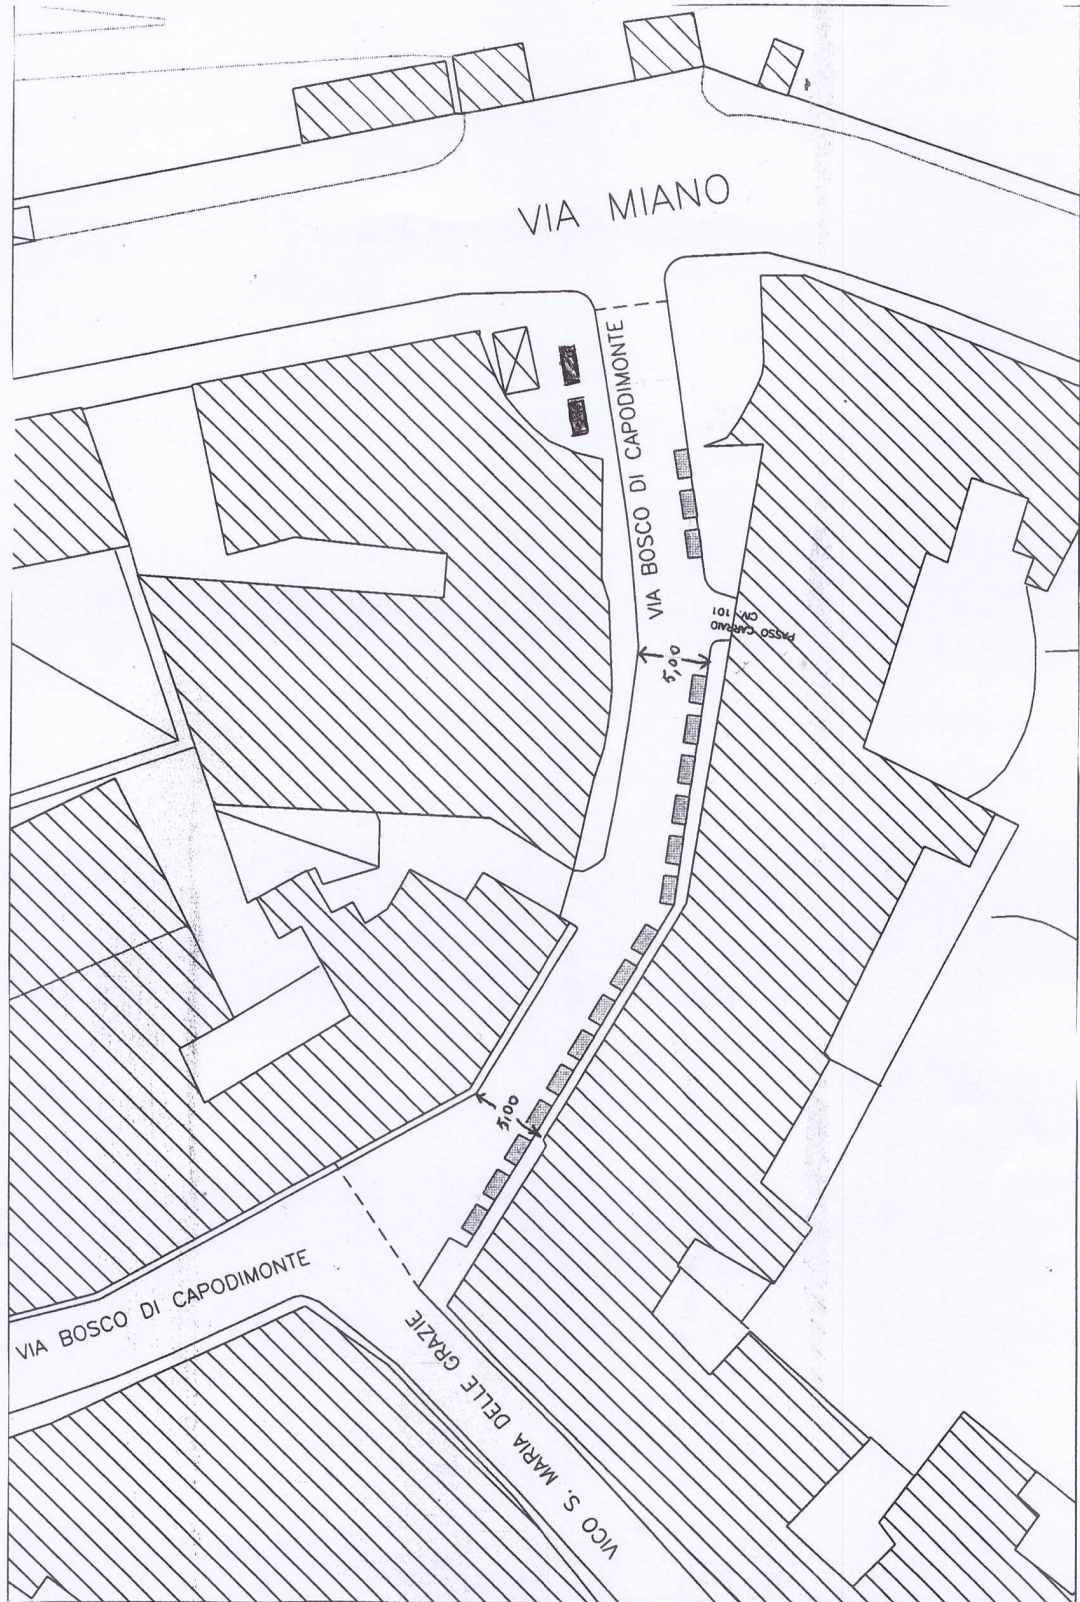 VIA MIANO
VIA BOSCO DI CAPODIMONTE
PASSO CARRAIO
CIV. 101
5,00
5,00
VIA BOSCO DI CAPODIMONTE
VICO S. MARIA DELLE GRAZIE